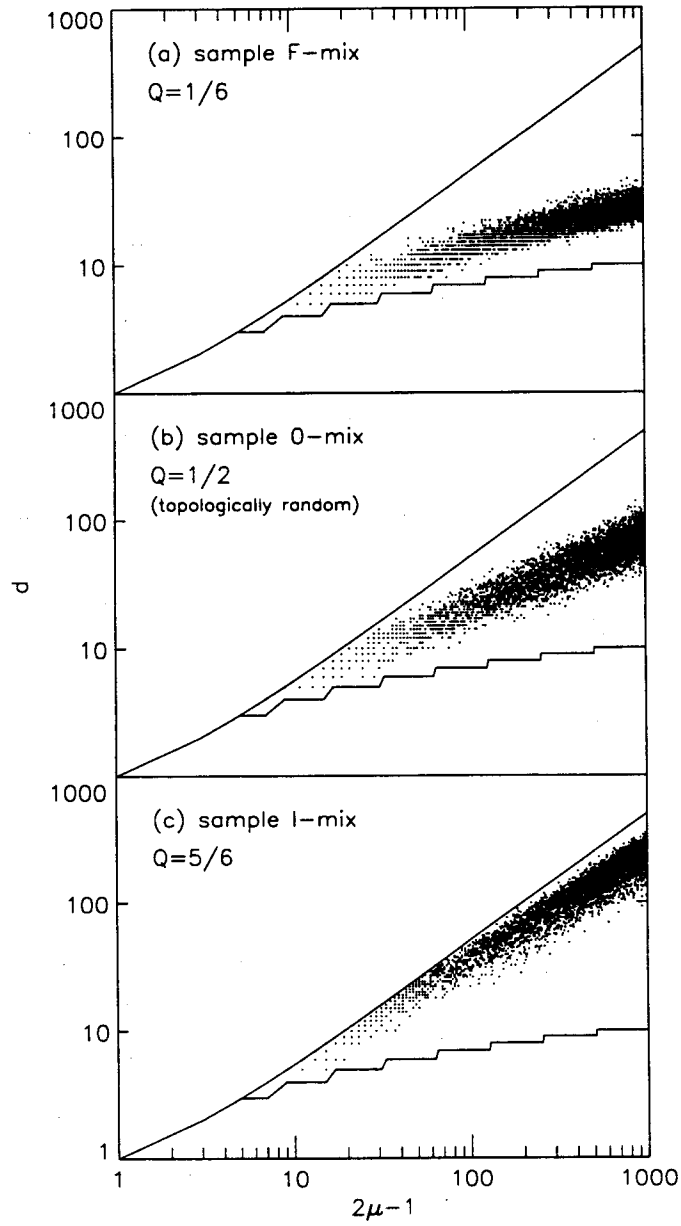 1000
(a) sample F-mix
Q=1/6
100
10
1000
(b) sample O-mix
Q=1/2
(topologically random)
100
d
10
1000
(c) sample I-mix
Q=5/6
100
10
1
1 10 100 1000
2μ-1